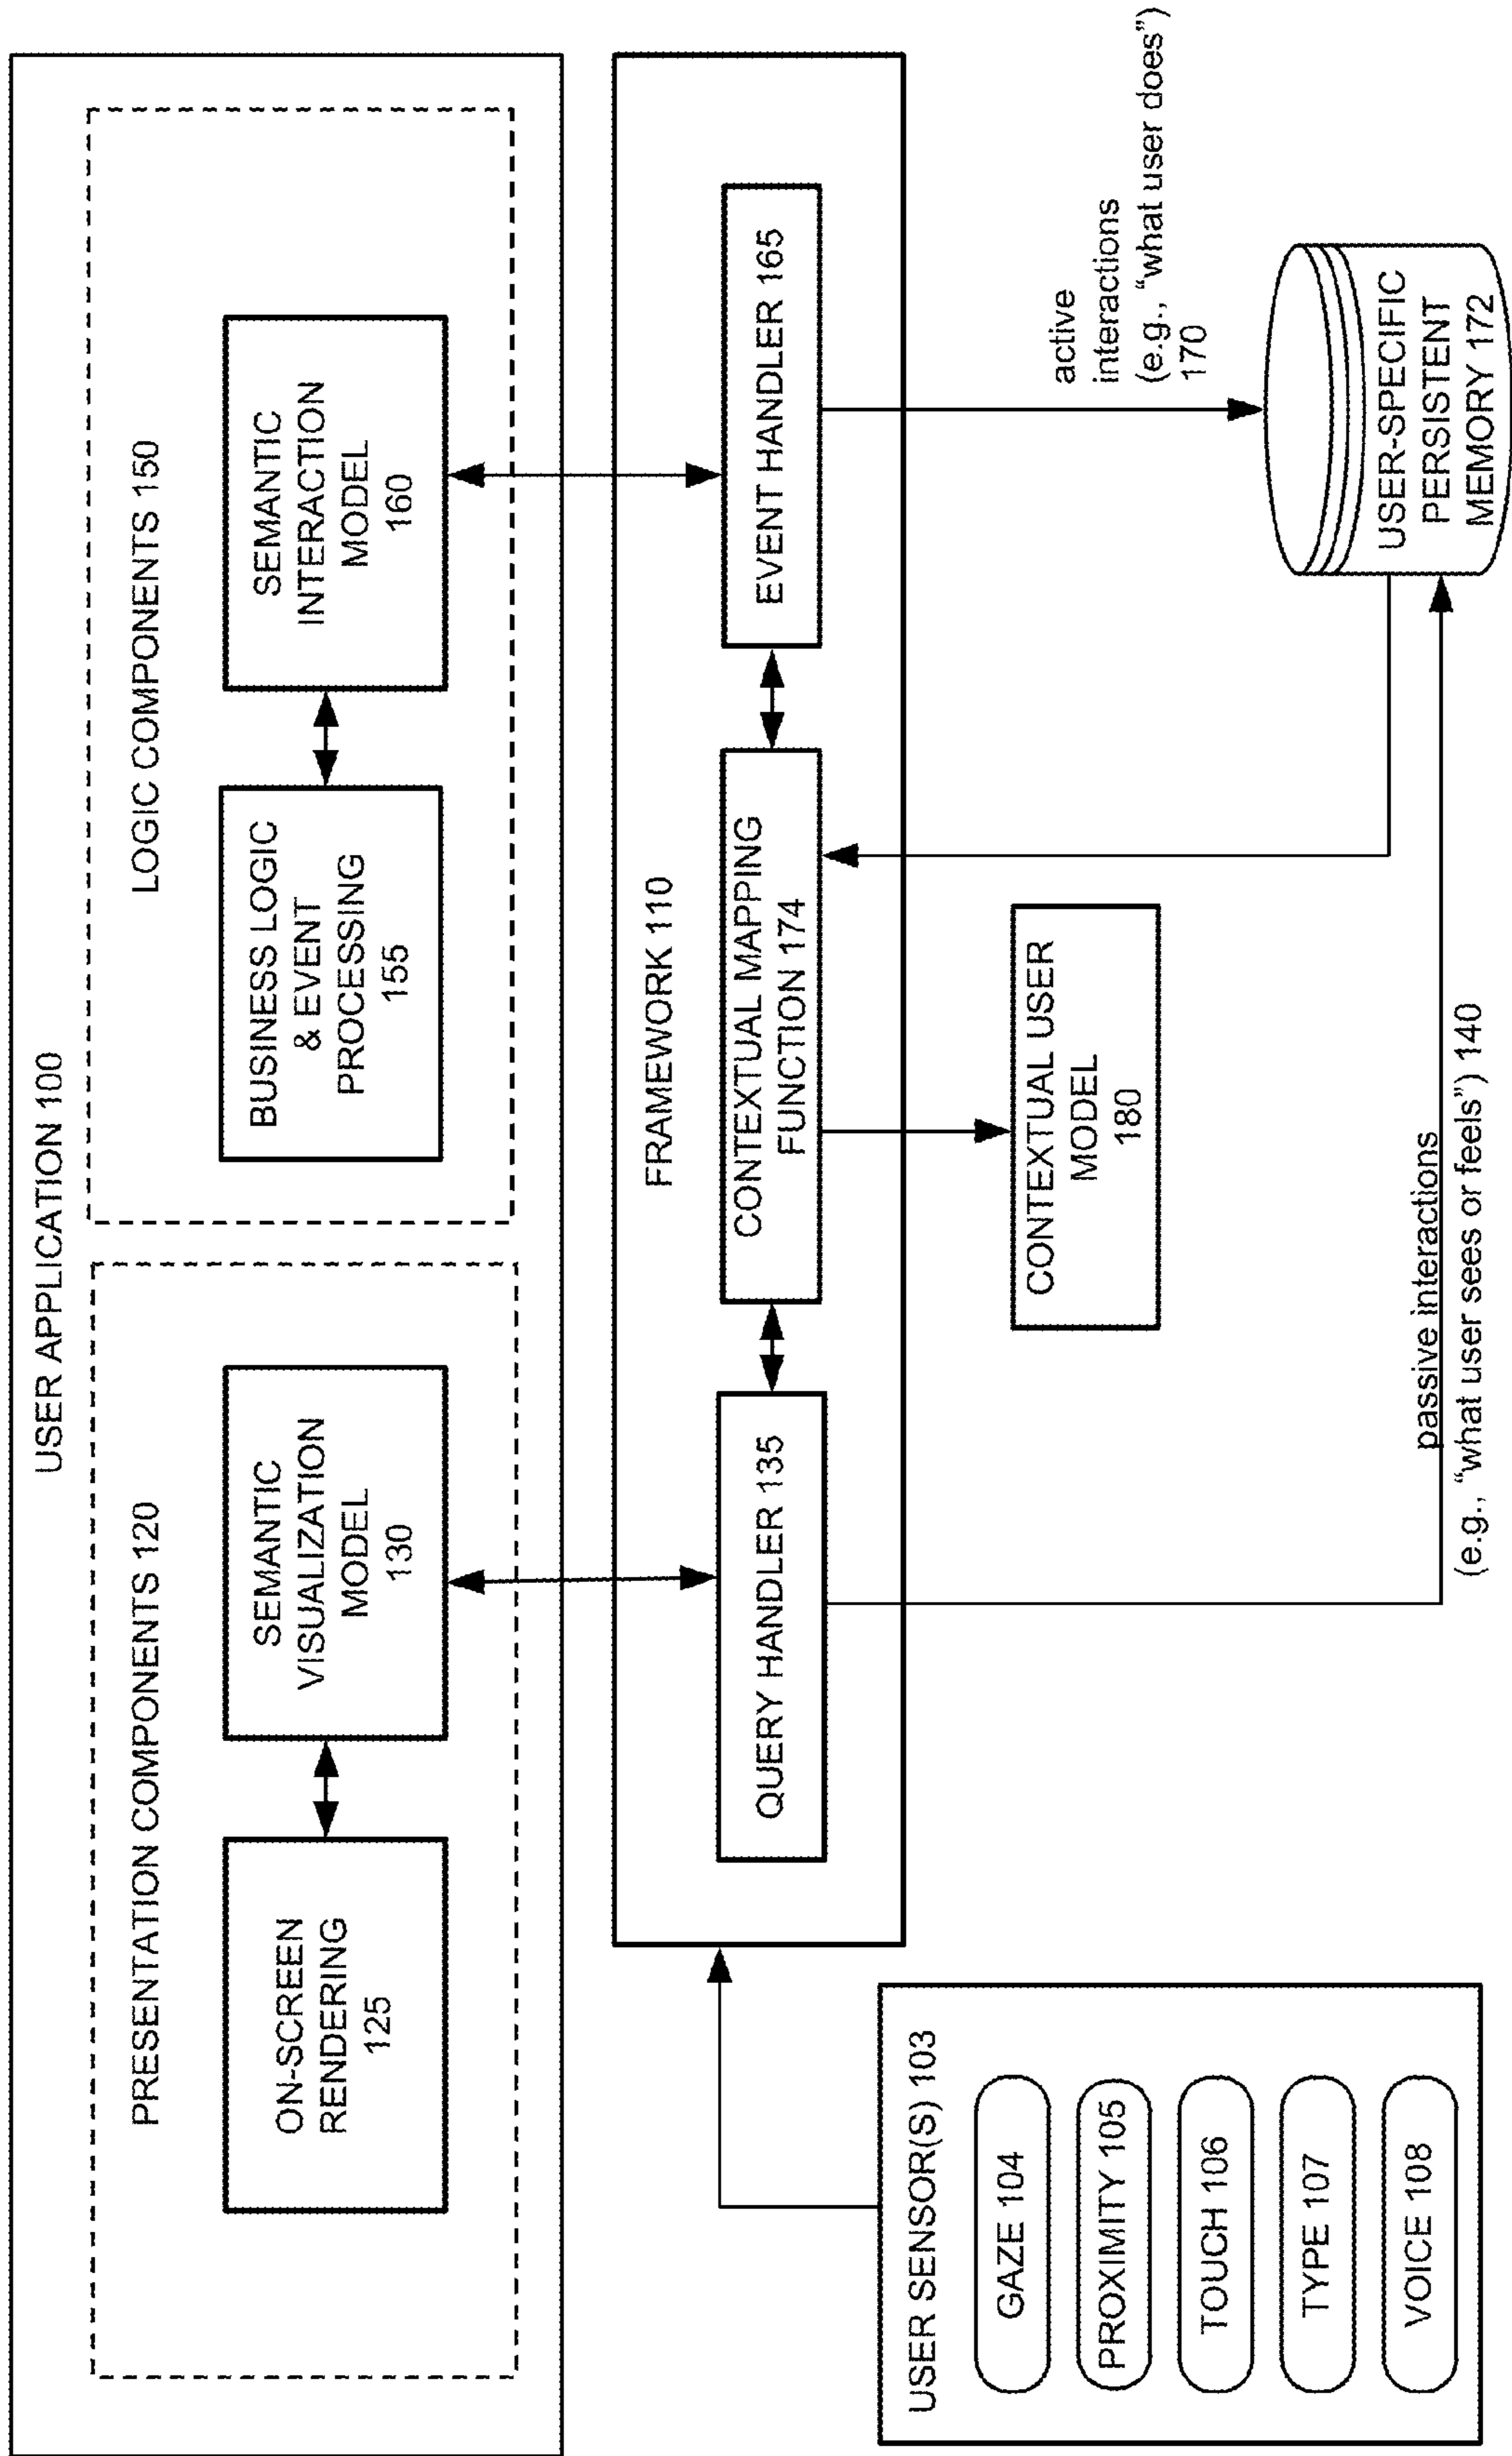 USER APPLICATION 100
PRESENTATION COMPONENTS 120
ON-SCREEN
RENDERING
125
SEMANTIC
VISUALIZATION
MODEL
130
LOGIC COMPONENTS 150
BUSINESS LOGIC
& EVENT
PROCESSING
155
SEMANTIC
INTERACTION
MODEL
160
FRAMEWORK 110
QUERY HANDLER 135
CONTEXTUAL MAPPING
FUNCTION 174
EVENT HANDLER 165
USER SENSOR(S) 103
GAZE 104
PROXIMITY 105
TOUCH 106
TYPE 107
VOICE 108
CONTEXTUAL USER
MODEL
180
active
interactions
(e.g., “what user does”)
170
passive interactions
(e.g., “what user sees or feels”) 140
USER-SPECIFIC
PERSISTENT
MEMORY 172